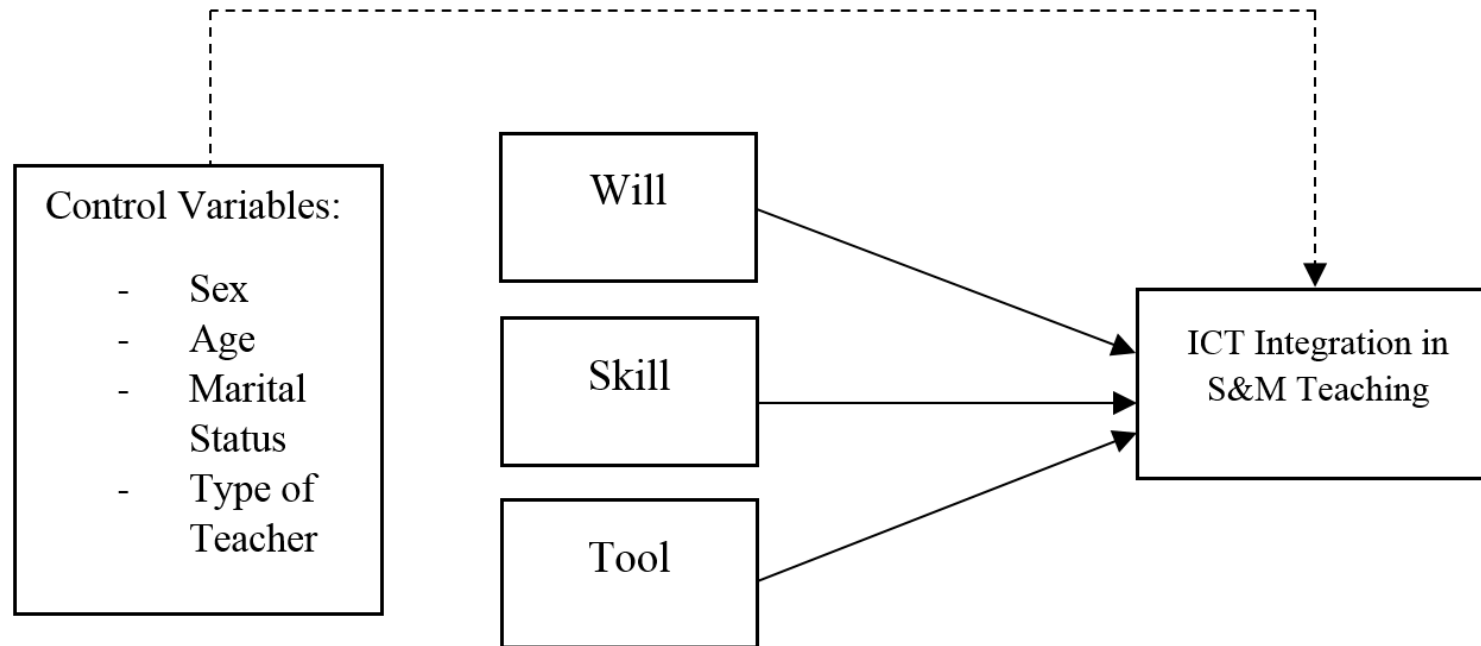 Control Variables:
- Sex
- Age
- Marital
Status
- Type of
Teacher
Will
Skill
Tool
ICT Integration in
S&M Teaching